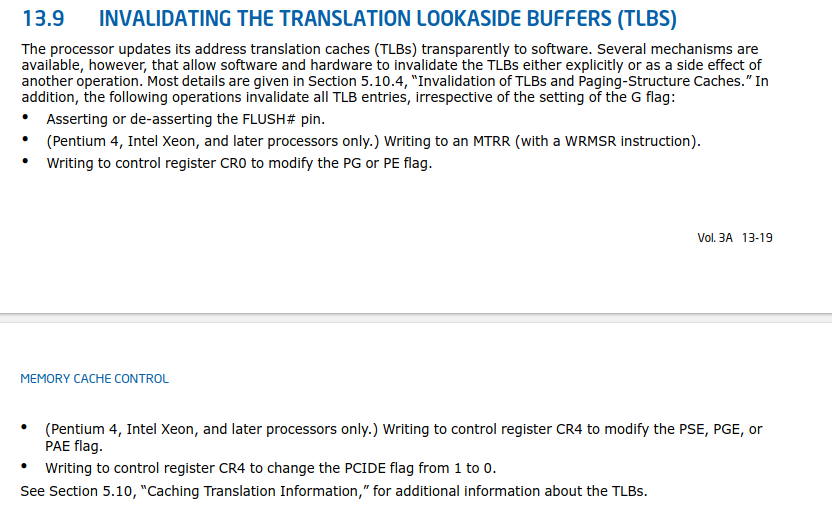 13.9 INVALIDATING THE TRANSLATION LOOKASIDE BUFFERS (TLBS)
The processor updates its address translation caches (TLBs) transparently to software. Several mechanisms are
available, however, that allow software and hardware to invalidate the TLBs either explicitly or as a side effect of
another operation. Most details are given in Section 5.10.4, “Invalidation of TLBs and Paging-Structure Caches.” In
addition, the following operations invalidate all TLB entries, irrespective of the setting of the G flag:
• Asserting or de-asserting the FLUSH# pin.
• (Pentium 4, Intel Xeon, and later processors only.) Writing to an MTRR (with a WRMSR instruction).
• Writing to control register CR0 to modify the PG or PE flag.
Vol. 3A 13-19
MEMORY CACHE CONTROL
• (Pentium 4, Intel Xeon, and later processors only.) Writing to control register CR4 to modify the PSE, PGE, or
PAE flag.
• Writing to control register CR4 to change the PCIDE flag from 1 to 0.
See Section 5.10, “Caching Translation Information,” for additional information about the TLBs.